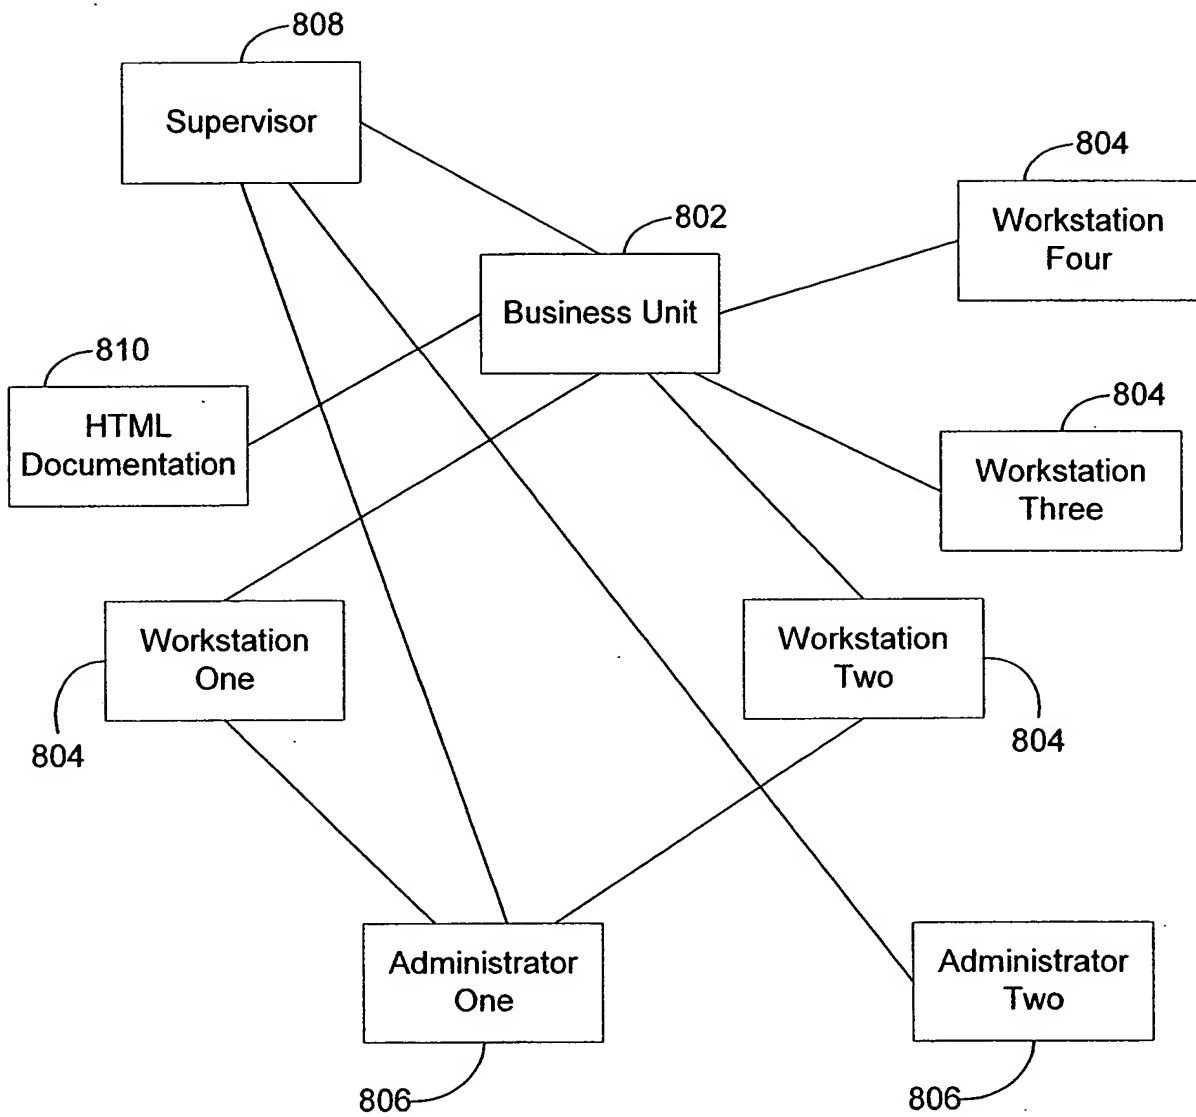 808
Supervisor
804
Workstation
Four
802
Business Unit
810
HTML
Documentation
804
Workstation
Three
Workstation
One
804
Workstation
Two
804
Administrator
One
806
Administrator
Two
806